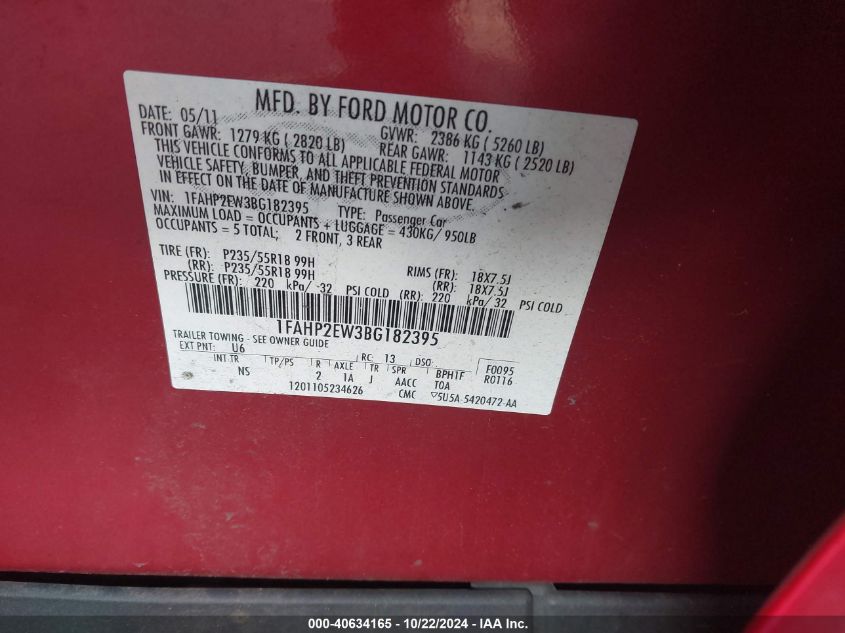 MFD. BY FORD MOTOR CO.
DATE: 05/11 GVWR: 2386 KG ( 5260 LB)
FRONT GAWR: 1279 KG ( 2820 LB) REAR GAWR: 1143 KG ( 2520 LB)
THIS VEHICLE CONFORMS TO ALL APPLICABLE FEDERAL MOTOR
VEHICLE SAFETY, BUMPER, AND THEFT PREVENTION STANDARDS
IN EFFECT ON THE DATE OF MANUFACTURE SHOWN ABOVE.
VIN: 1FAHP2EW3BG182395 TYPE: Passenger Car
MAXIMUM LOAD = OCCUPANTS + LUGGAGE = 430KG/ 950LB
OCCUPANTS = 5 TOTAL; 2 FRONT, 3 REAR
TIRE (FR): P235/55R18 99H RIMS (FR): 18X7.5J
(RR): P235/55R18 99H (RR): 18X7.5J
PRESSURE (FR): 220 kPa/ 32 PSI COLD (RR): 220 kPa/ 32 PSI COLD
1FAHP2EW3BG182395
TRAILER TOWING - SEE OWNER GUIDE
EXT PNT: U6 RC: 13 DSO: F0095
INT TR TP/PS R AXLE TR SPR BPH1F R0116
NS 2 1A J AACC TOA
1201105234626 CMC ▽5U5A-5420472-AA
000-40634165 - 10/22/2024 - IAA Inc.